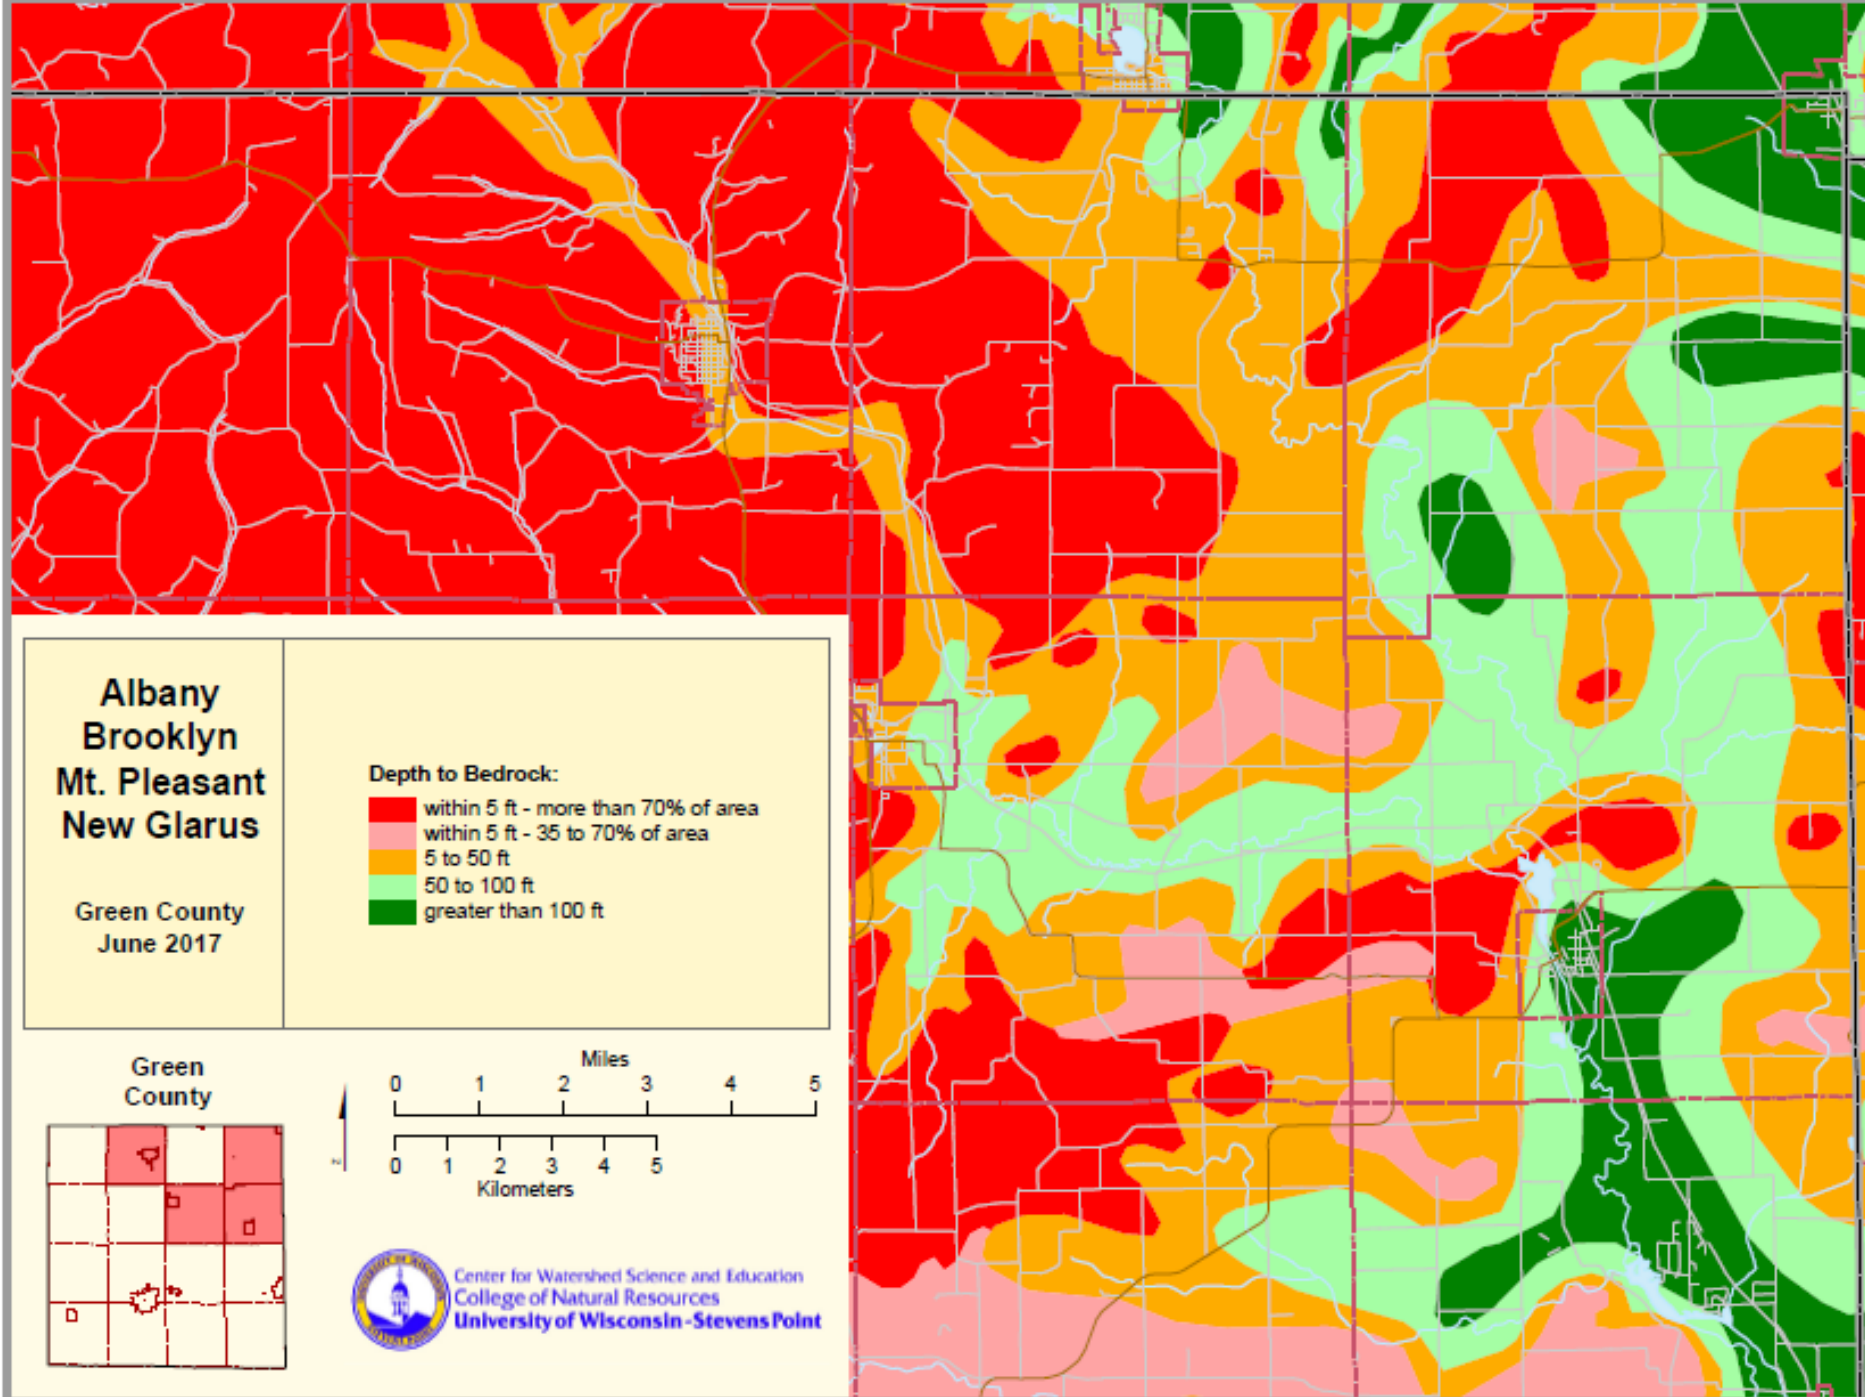 Albany
Brooklyn
Mt. Pleasant
New Glarus
Green County
June 2017
Depth to Bedrock:
within 5 ft - more than 70% of area
within 5 ft - 35 to 70% of area
5 to 50 ft
50 to 100 ft
greater than 100 ft
Green
County
Miles
0 1 2 3 4 5
0 1 2 3 4 5
Kilometers
Center for Watershed Science and Education
College of Natural Resources
University of Wisconsin - Stevens Point